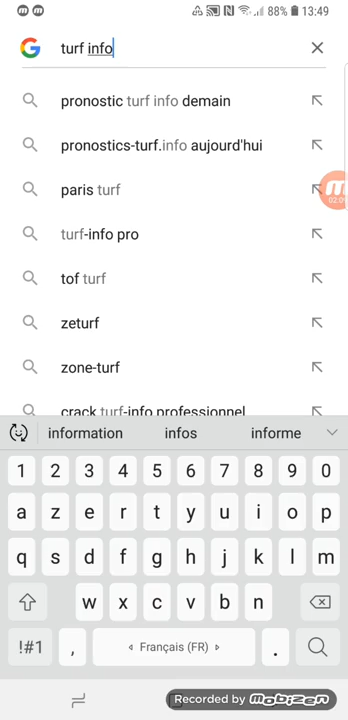 88% 13:49
turf info
pronostic turf info demain
pronostics-turf.info aujourd'hui
paris turf
02:09
turf-info pro
tof turf
zeturf
zone-turf
crack turf-info professionnel
information infos informe
1 2 3 4 5 6 7 8 9 0
a z e r t y u i o p
q s d f g h j k l m
w x c v b n
!#1 , Français (FR) .
Recorded by mobizen